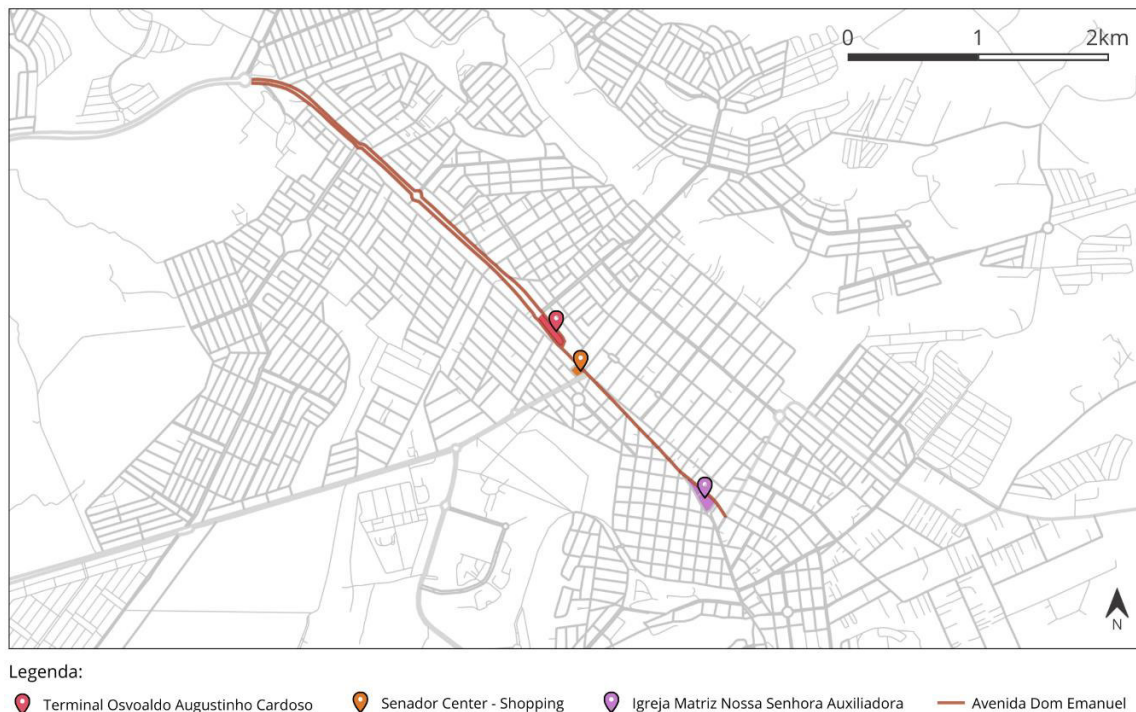 0 1 2km
N
Legenda:
Terminal Osvoaldo Augustinho Cardoso Senador Center - Shopping Igreja Matriz Nossa Senhora Auxiliadora Avenida Dom Emanuel